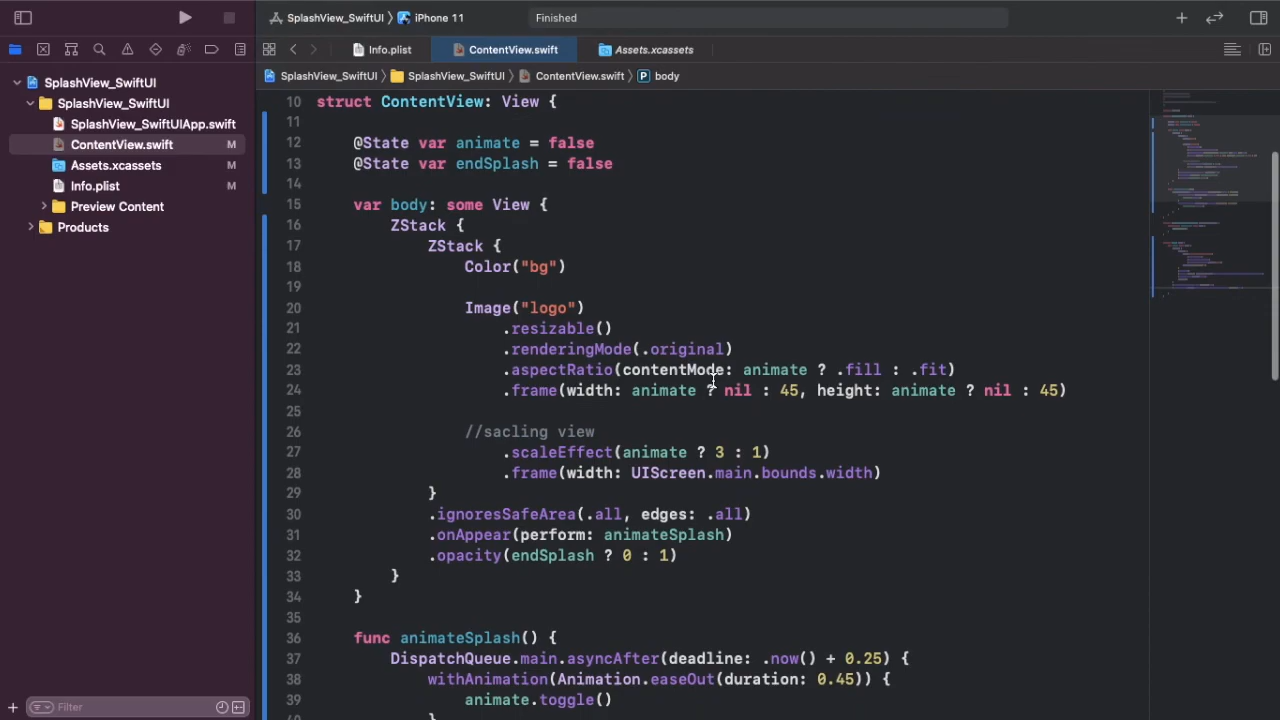 SplashView_SwiftUI
iPhone 11
Finished
Info.plist
ContentView.swift
Assets.xcassets
SplashView_SwiftUI
SplashView_SwiftUI
ContentView.swift
P body
SplashView_SwiftUI
SplashView_SwiftUI
SplashView_SwiftUIApp.swift
ContentView.swift M
Assets.xcassets M
Info.plist M
Preview Content
Products
10 struct ContentView: View {
11
12 @State var animate = false
13 @State var endSplash = false
14
15 var body: some View {
16 ZStack {
17 ZStack {
18 Color("bg")
19
20 Image("logo")
21 .resizable()
22 .renderingMode(.original)
23 .aspectRatio(contentMode: animate ? .fill : .fit)
24 .frame(width: animate ? nil : 45, height: animate ? nil : 45)
25
26 //sacling view
27 .scaleEffect(animate ? 3 : 1)
28 .frame(width: UIScreen.main.bounds.width)
29 }
30 .ignoresSafeArea(.all, edges: .all)
31 .onAppear(perform: animateSplash)
32 .opacity(endSplash ? 0 : 1)
33 }
34 }
35
36 func animateSplash() {
37 DispatchQueue.main.asyncAfter(deadline: .now() + 0.25) {
38 withAnimation(Animation.easeOut(duration: 0.45)) {
39 animate.toggle()
Filter